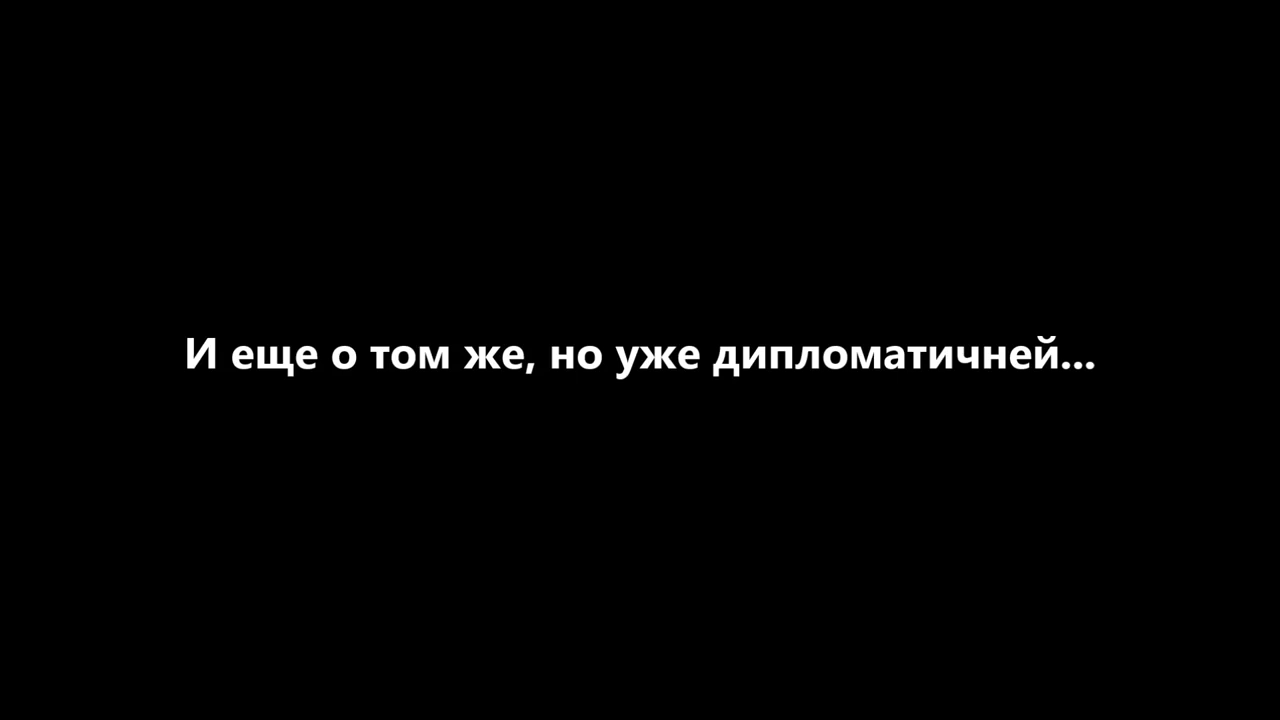 И еще о том же, но уже дипломатичней...